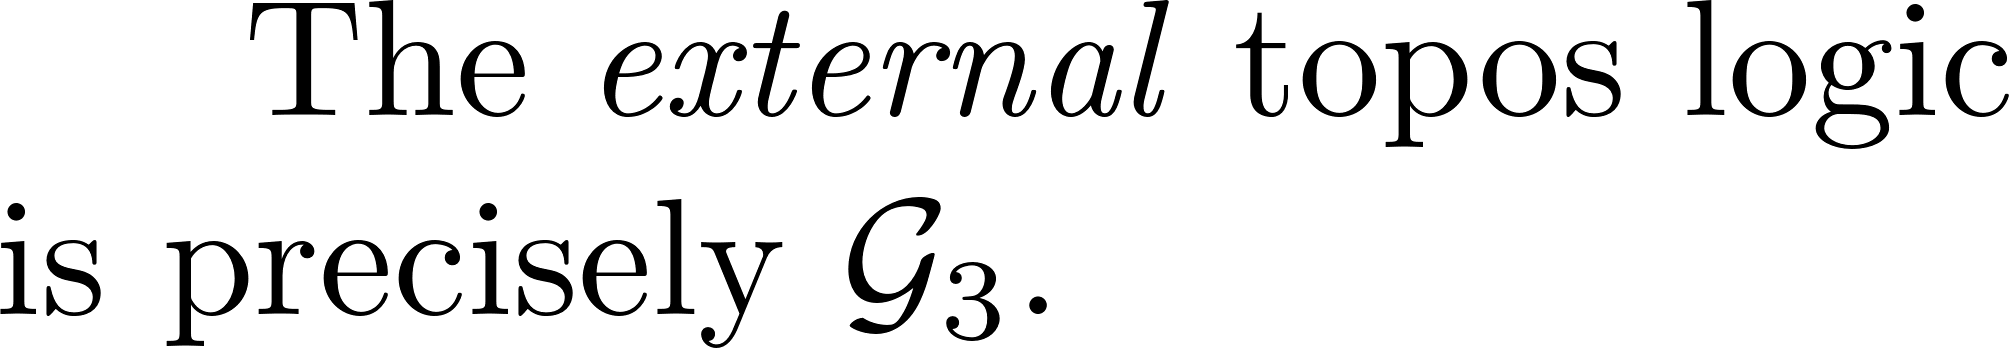 The external topos logic
is precisely 𝒢₃.